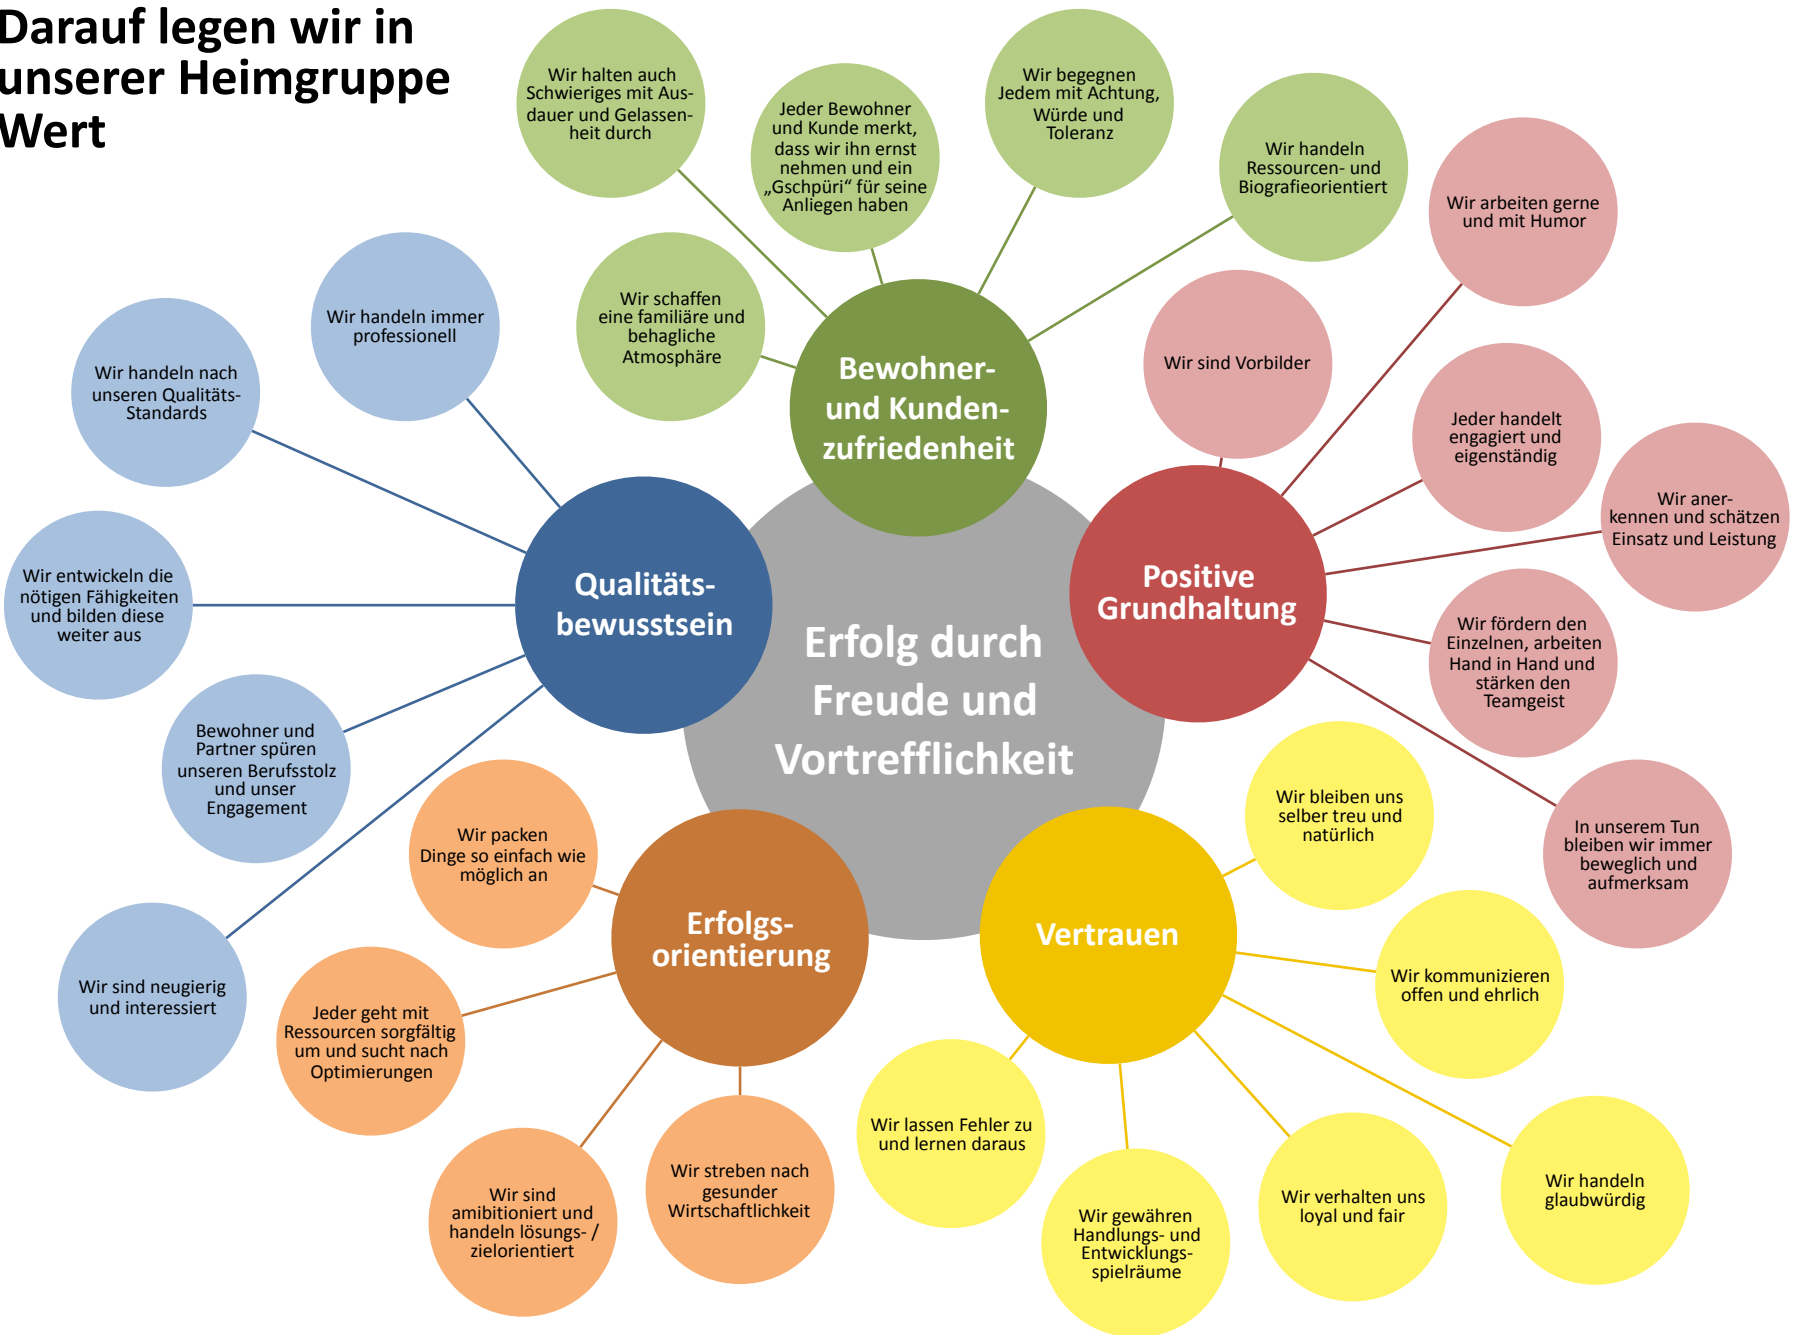 Darauf legen wir in
unserer Heimgruppe
Wert
Wir halten auch
Schwieriges mit Aus-
dauer und Gelassen-
heit durch
Jeder Bewohner
und Kunde merkt,
dass wir ihn ernst
nehmen und ein
„Gschpüri“ für seine
Anliegen haben
Wir begegnen
Jedem mit Achtung,
Würde und
Toleranz
Wir handeln
Ressourcen- und
Biografieorientiert
Wir schaffen
eine familiäre und
behagliche
Atmosphäre
Bewohner-
und Kunden-
zufriedenheit
Wir arbeiten gerne
und mit Humor
Wir sind Vorbilder
Jeder handelt
engagiert und
eigenständig
Wir aner-
kennen und schätzen
Einsatz und Leistung
Wir fördern den
Einzelnen, arbeiten
Hand in Hand und
stärken den
Teamgeist
In unserem Tun
bleiben wir immer
beweglich und
aufmerksam
Positive
Grundhaltung
Wir handeln immer
professionell
Wir handeln nach
unseren Qualitäts-
Standards
Wir entwickeln die
nötigen Fähigkeiten
und bilden diese
weiter aus
Bewohner und
Partner spüren
unseren Berufsstolz
und unser
Engagement
Wir sind neugierig
und interessiert
Qualitäts-
bewusstsein
Erfolg durch
Freude und
Vortrefflichkeit
Wir packen
Dinge so einfach wie
möglich an
Jeder geht mit
Ressourcen sorgfältig
um und sucht nach
Optimierungen
Wir sind
amibitioniert und
handeln lösungs- /
zielorientiert
Wir streben nach
gesunder
Wirtschaftlichkeit
Erfolgs-
orientierung
Vertrauen
Wir bleiben uns
selber treu und
natürlich
Wir kommunizieren
offen und ehrlich
Wir handeln
glaubwürdig
Wir verhalten uns
loyal und fair
Wir gewähren
Handlungs- und
Entwicklungs-
spielräume
Wir lassen Fehler zu
und lernen daraus